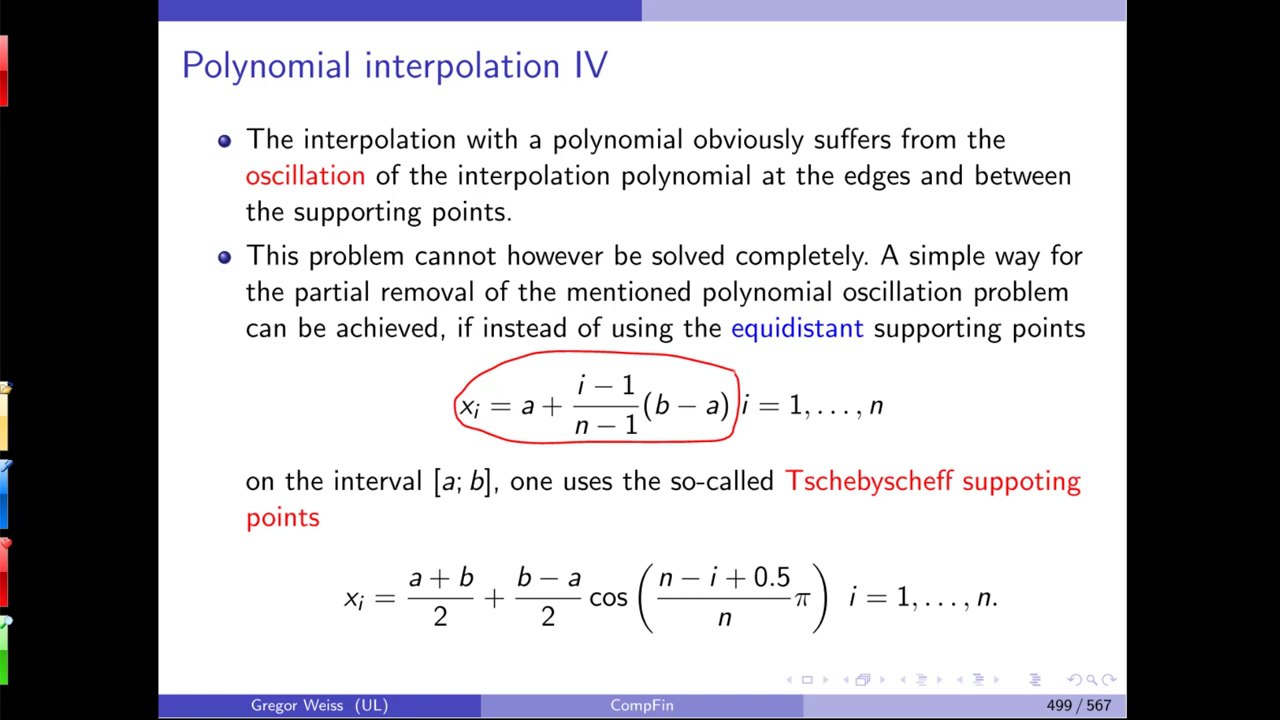 Polynomial interpolation IV
The interpolation with a polynomial obviously suffers from the
oscillation of the interpolation polynomial at the edges and between
the supporting points.
This problem cannot however be solved completely. A simple way for
the partial removal of the mentioned polynomial oscillation problem
can be achieved, if instead of using the equidistant supporting points
x_i = a + \frac{i − 1}{n − 1}(b − a) i = 1, . . . , n
on the interval [a; b], one uses the so-called Tschebyscheff suppoting
points
x_i = \frac{a + b}{2} + \frac{b − a}{2} cos(\frac{n − i + 0.5}{n}π) i = 1, . . . , n.
Gregor Weiss (UL) CompFin 499 / 567